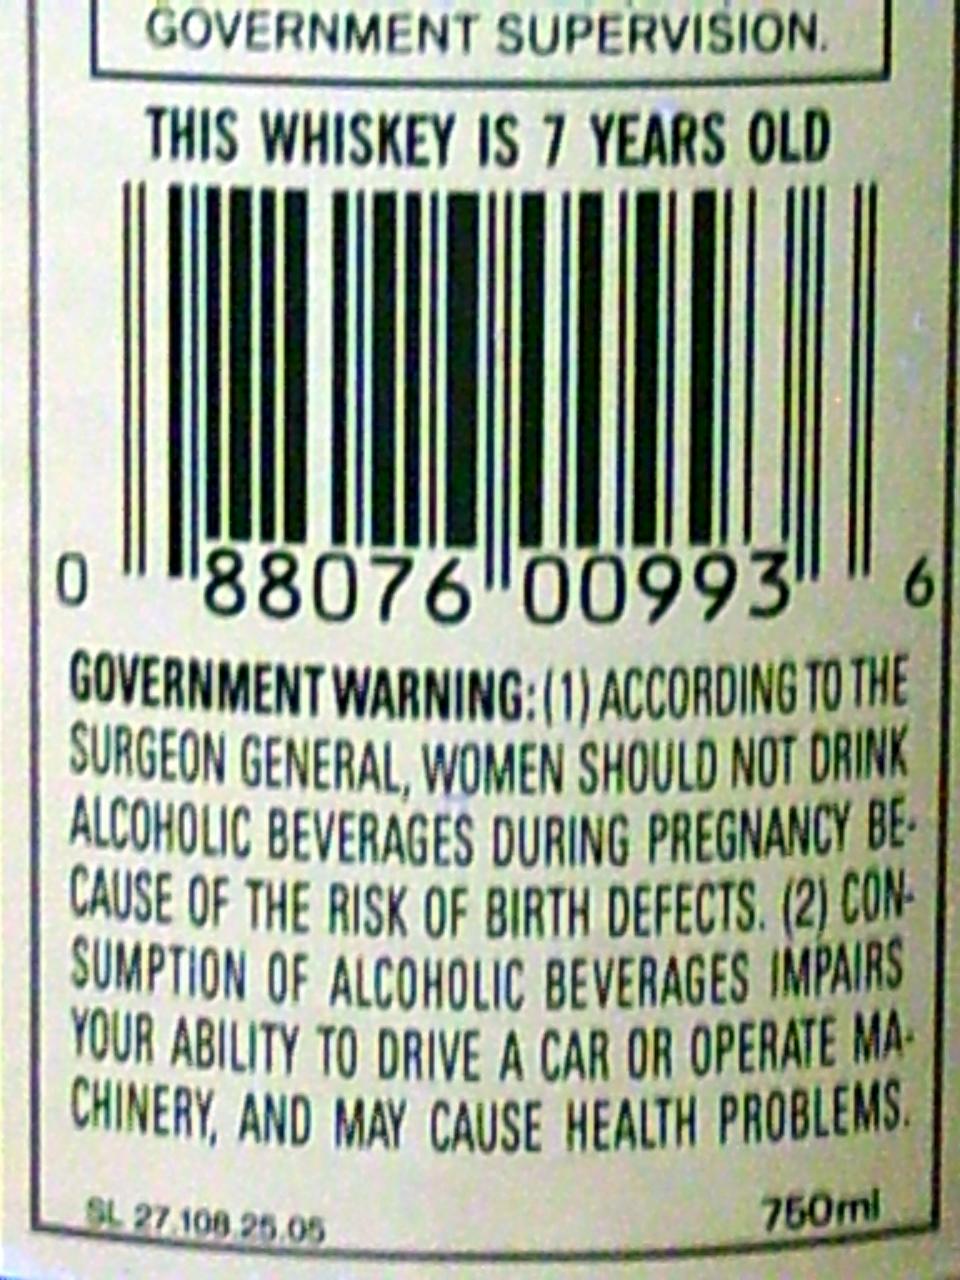 GOVERNMENT SUPERVISION.
THIS WHISKEY IS 7 YEARS OLD
0 88076 00993 6
GOVERNMENT WARNING: (1) ACCORDING TO THE
SURGEON GENERAL, WOMEN SHOULD NOT DRINK
ALCOHOLIC BEVERAGES DURING PREGNANCY BE-
CAUSE OF THE RISK OF BIRTH DEFECTS. (2) CON-
SUMPTION OF ALCOHOLIC BEVERAGES IMPAIRS
YOUR ABILITY TO DRIVE A CAR OR OPERATE MA-
CHINERY, AND MAY CAUSE HEALTH PROBLEMS.
SL 27.108.25.05 750ml